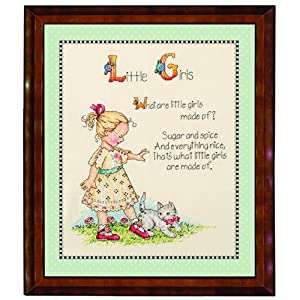 Little Girls
What are little girls
made of?
Sugar and spice
And everything nice,
That's what little girls
are made of.